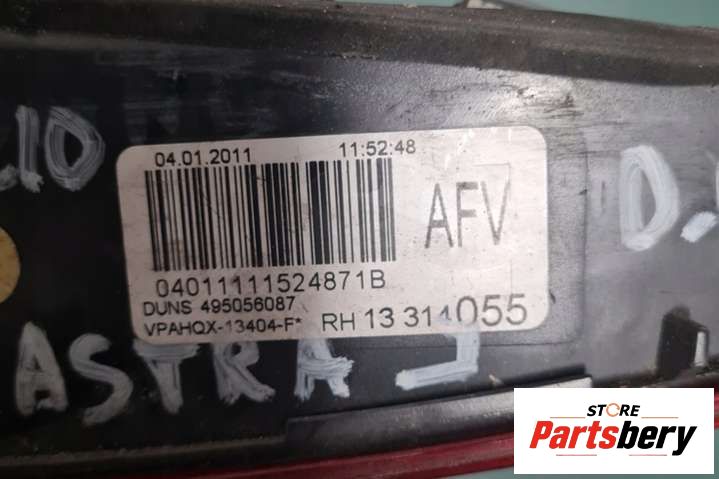 04.01.2011 11:52:48
AFV
04011111524871B
DUNS 495056087
VPAHQX-13404-F* RH 13 314055
ASTRA J
STORE
Partsbery